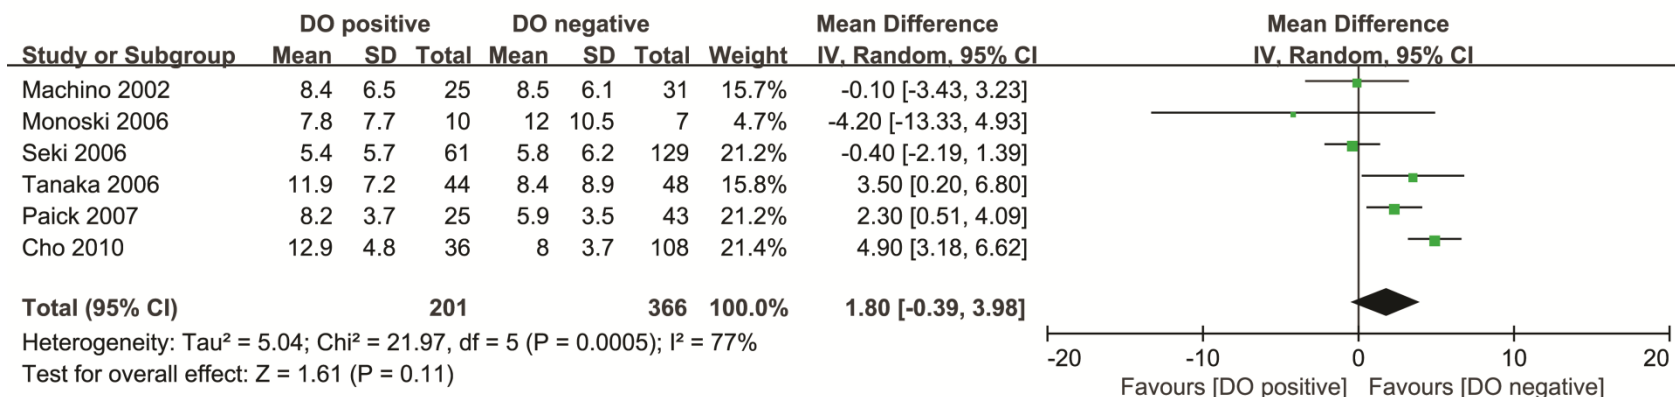 DO positive DO negative Mean Difference Mean Difference
Study or Subgroup Mean SD Total Mean SD Total Weight IV, Random, 95% CI IV, Random, 95% CI
Machino 2002 8.4 6.5 25 8.5 6.1 31 15.7% -0.10 [-3.43, 3.23]
Monoski 2006 7.8 7.7 10 12 10.5 7 4.7% -4.20 [-13.33, 4.93]
Seki 2006 5.4 5.7 61 5.8 6.2 129 21.2% -0.40 [-2.19, 1.39]
Tanaka 2006 11.9 7.2 44 8.4 8.9 48 15.8% 3.50 [0.20, 6.80]
Paick 2007 8.2 3.7 25 5.9 3.5 43 21.2% 2.30 [0.51, 4.09]
Cho 2010 12.9 4.8 36 8 3.7 108 21.4% 4.90 [3.18, 6.62]
Total (95% CI) 201 366 100.0% 1.80 [-0.39, 3.98]
Heterogeneity: Tau² = 5.04; Chi² = 21.97, df = 5 (P = 0.0005); I² = 77%
Test for overall effect: Z = 1.61 (P = 0.11)
-20 -10 0 10 20
Favours [DO positive] Favours [DO negative]